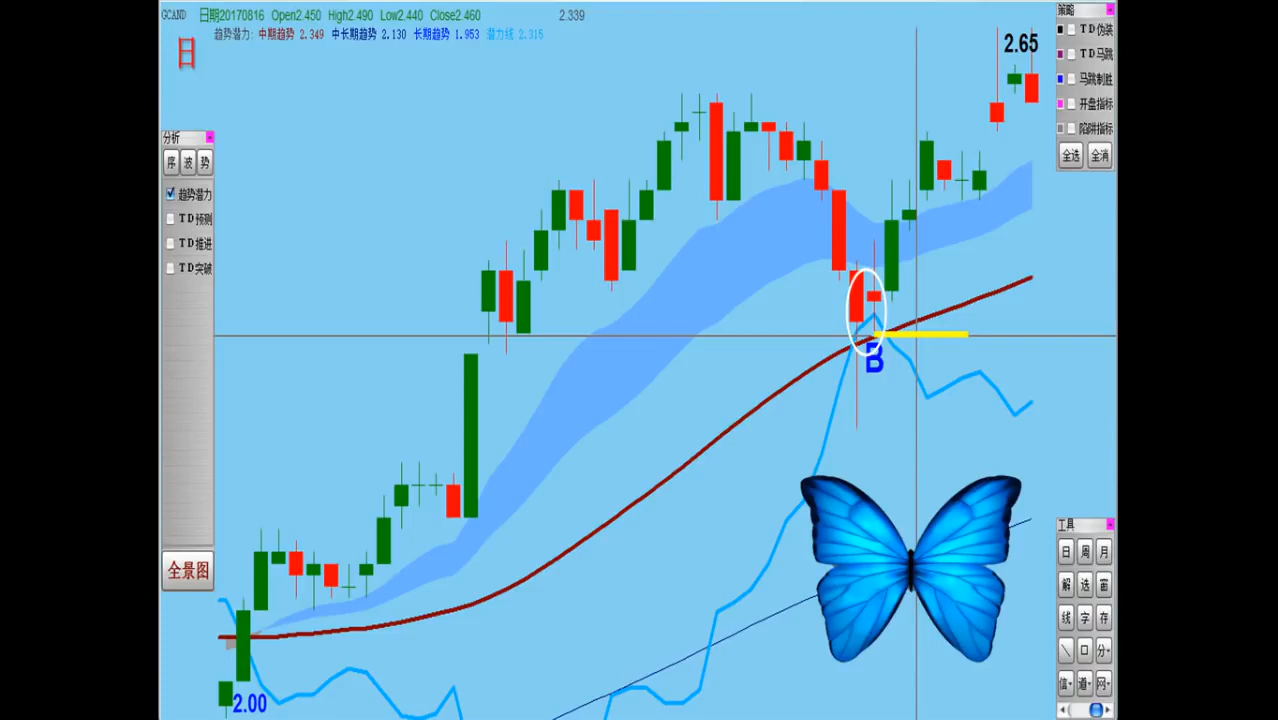 GCAND 日期20170816 Open2.450 High2.490 Low2.440 Close2.460 2.339
趋势潜力: 中期趋势 2.349 中长期趋势 2.130 长期趋势 1.953 潜力线 2.315
日
2.65
策略
TD伪装
TD马跳
马跳制胜
开盘指标
陷阱指标
全选 全消
分析
序 波 势
趋势潜力
TD预测
TD推进
TD突破
全景图
B
2.00
工具
日 周 月
解 选 窗
线 字 存
\ 口 分
信 道 网